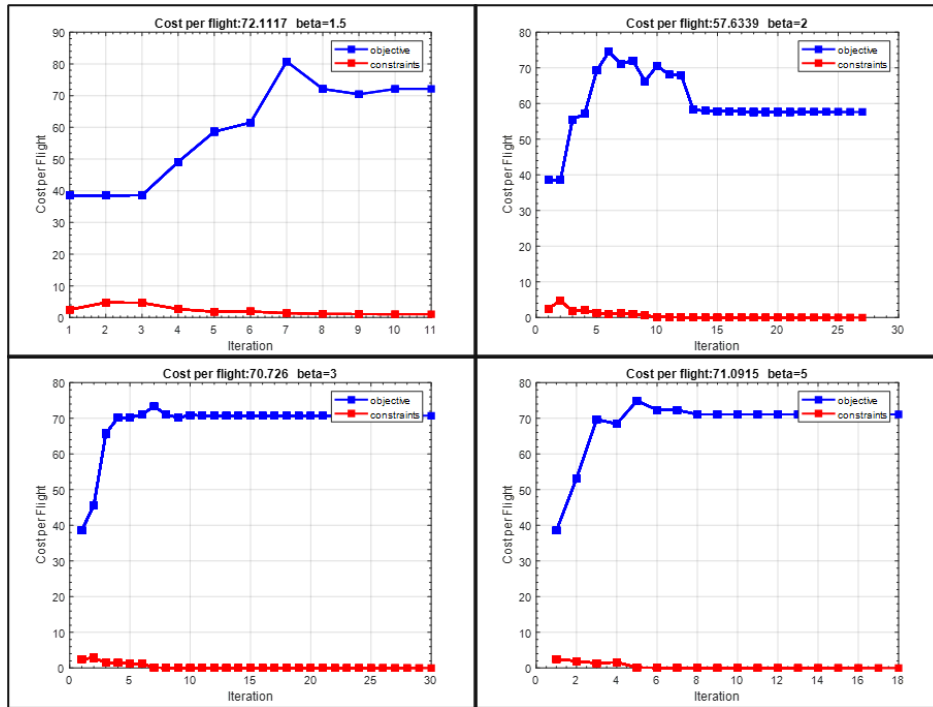 Cost per flight:72.1117 beta=1.5
90
80
70
60
50
40
30
20
10
0
Cost per Flight
objective
constraints
1 2 3 4 5 6 7 8 9 10 11
Iteration
Cost per flight:57.6339 beta=2
80
70
60
50
40
30
20
10
0
Cost per Flight
objective
constraints
0 5 10 15 20 25 30
Iteration
Cost per flight:70.726 beta=3
80
70
60
50
40
30
20
10
0
Cost per Flight
objective
constraints
0 5 10 15 20 25 30
Iteration
Cost per flight:71.0915 beta=5
80
70
60
50
40
30
20
10
0
Cost per Flight
objective
constraints
0 2 4 6 8 10 12 14 16 18
Iteration